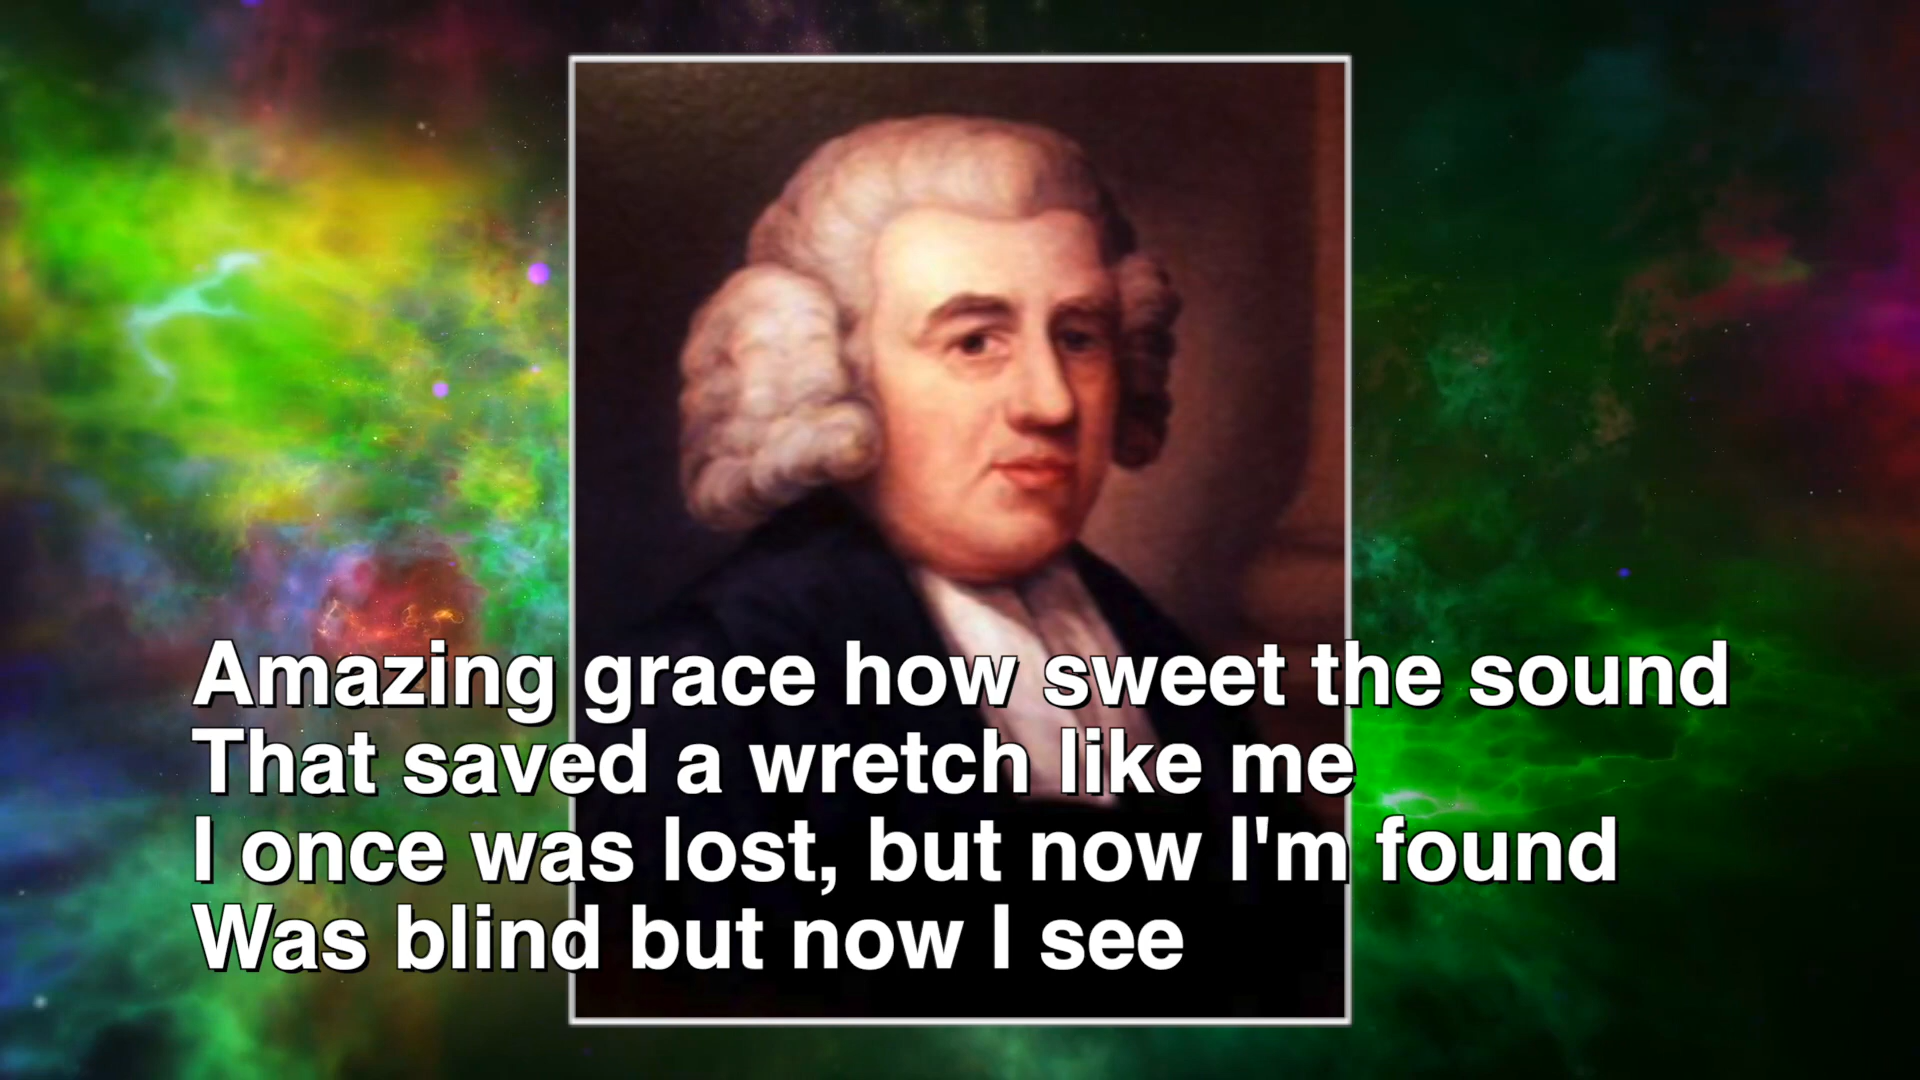 Amazing grace how sweet the sound
That saved a wretch like me
I once was lost, but now I'm found
Was blind but now I see